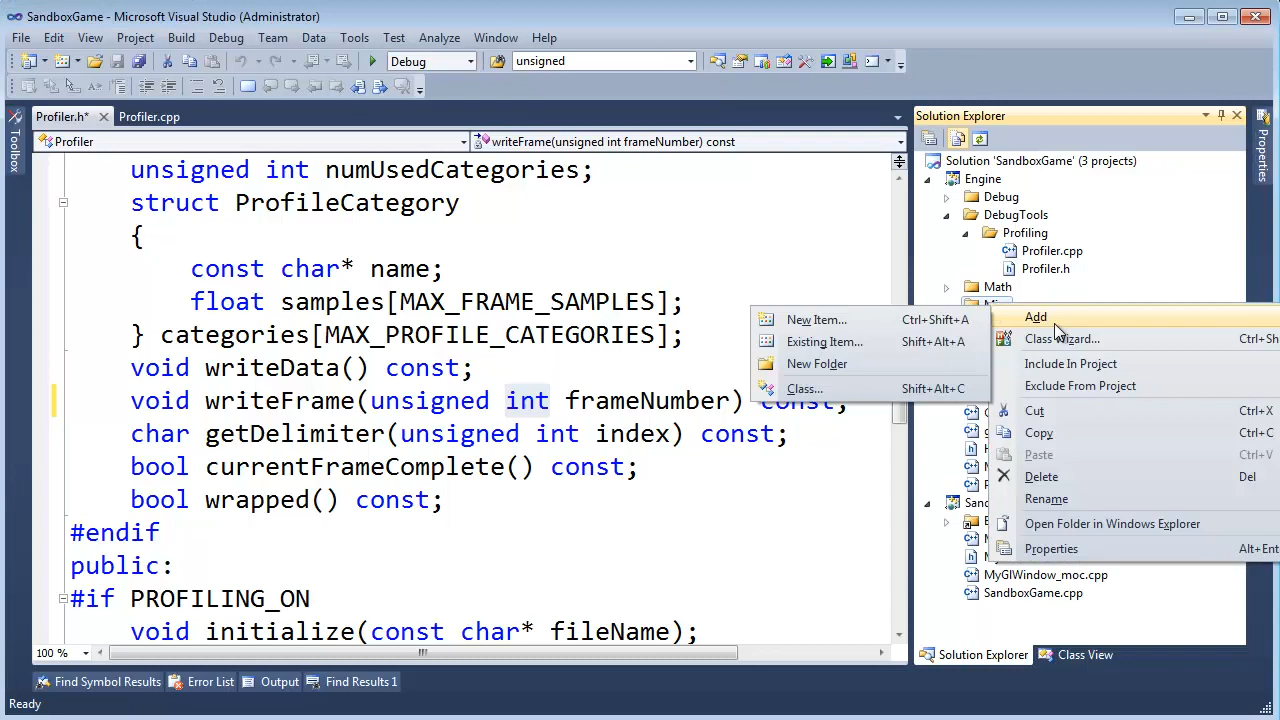 SandboxGame - Microsoft Visual Studio (Administrator)
File Edit View Project Build Debug Team Data Tools Test Analyze Window Help
Debug unsigned
Profiler.h* Profiler.cpp
Toolbox
Profiler writeFrame(unsigned int frameNumber) const
unsigned int numUsedCategories;
struct ProfileCategory
{
const char* name;
float samples[MAX_FRAME_SAMPLES];
} categories[MAX_PROFILE_CATEGORIES];
void writeData() const;
void writeFrame(unsigned int frameNumber) const;
char getDelimiter(unsigned int index) const;
bool currentFrameComplete() const;
bool wrapped() const;
#endif
public:
#if PROFILING_ON
void initialize(const char* fileName);
100 %
New Item... Ctrl+Shift+A
Existing Item... Shift+Alt+A
New Folder
Class... Shift+Alt+C
Solution Explorer
Properties
Solution 'SandboxGame' (3 projects)
Engine
Debug
DebugTools
Profiling
Profiler.cpp
Profiler.h
Math
Add
Class Wizard... Ctrl+Sh
Include In Project
Exclude From Project
Cut Ctrl+X
Copy Ctrl+C
Paste Ctrl+V
Delete Del
Rename
Open Folder in Windows Explorer
Properties Alt+Ent
MyGlWindow_moc.cpp
SandboxGame.cpp
Solution Explorer Class View
Find Symbol Results Error List Output Find Results 1
Ready